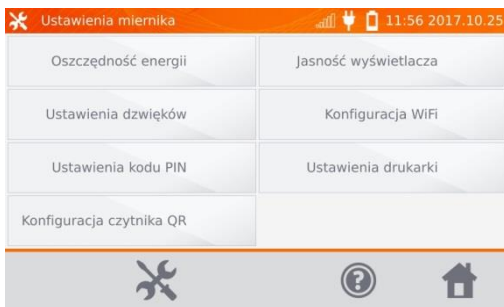 Ustawienia miernika 11:56 2017.10.25
Oszczędność energii Jasność wyświetlacza
Ustawienia dzwięków Konfiguracja WiFi
Ustawienia kodu PIN Ustawienia drukarki
Konfiguracja czytnika QR